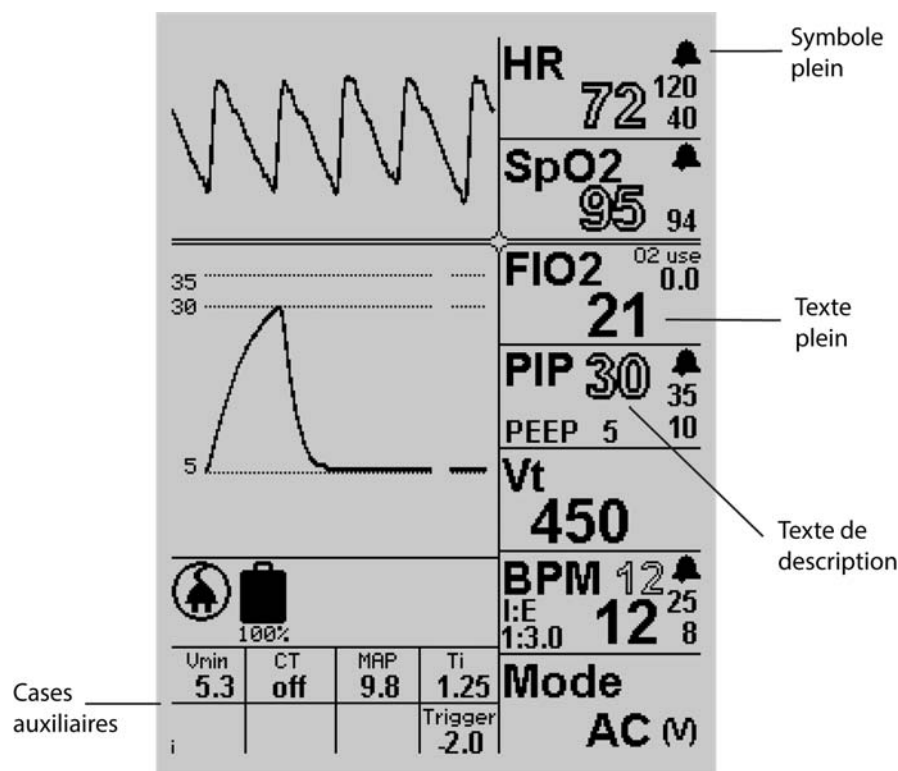 HR
72
120
40
SpO2
95
94
FIO2
O2 use
0.0
21
PIP 30
35
10
PEEP 5
Vt
450
BPM 12
25
8
I:E
1:3.0
12
Mode
AC (V)
35
30
5
100%
Vmin CT MAP Ti
5.3 off 9.8 1.25
Trigger
-2.0
i
Symbole
plein
Texte
plein
Texte de
description
Cases
auxiliaires